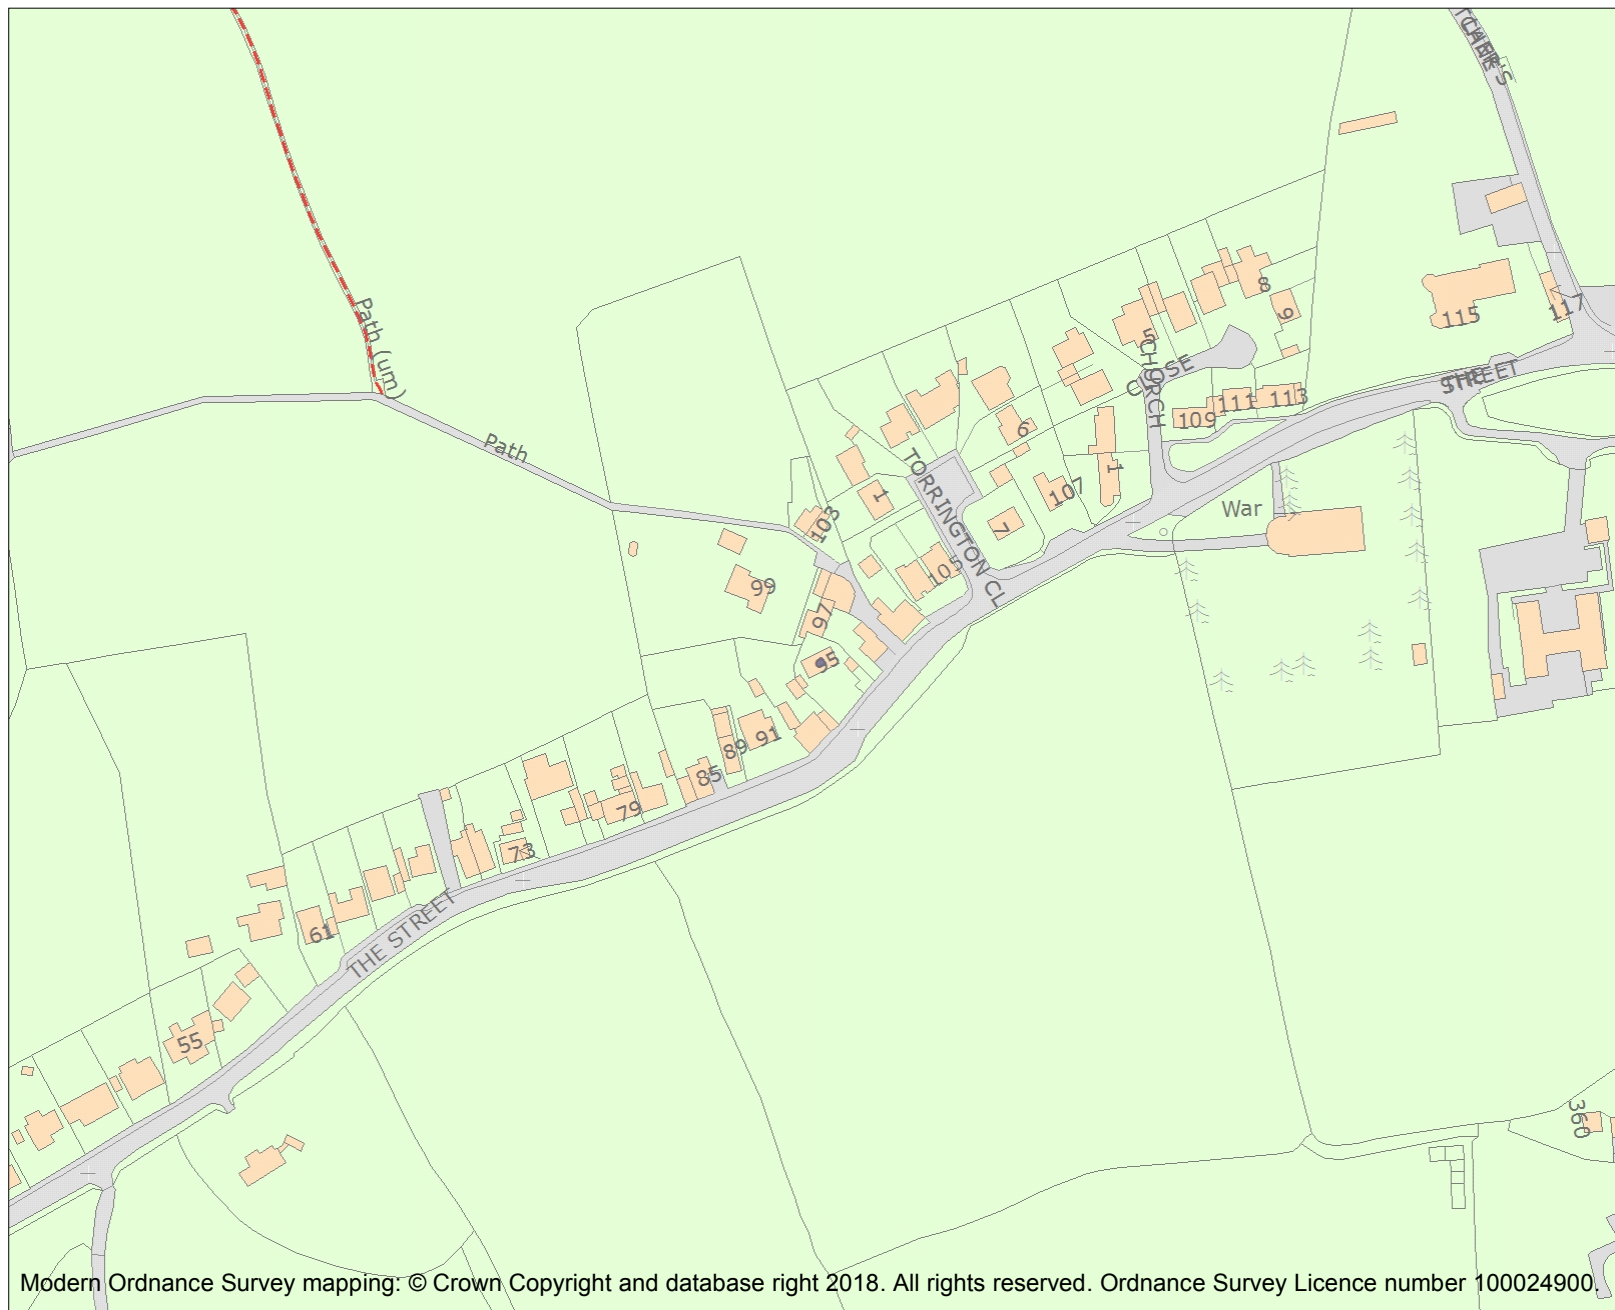 Path (um)
Path
8
9
5
117
115
CLOSE
CHURCH
THE
STREET
113
111
109
6
TORRINGTON CL
1
1
107
7
War
103
105
99
97
95
91
89
85
79
73
THE STREET
61
55
360
Modern Ordnance Survey mapping: © Crown Copyright and database right 2018. All rights reserved. Ordnance Survey Licence number 100024900.